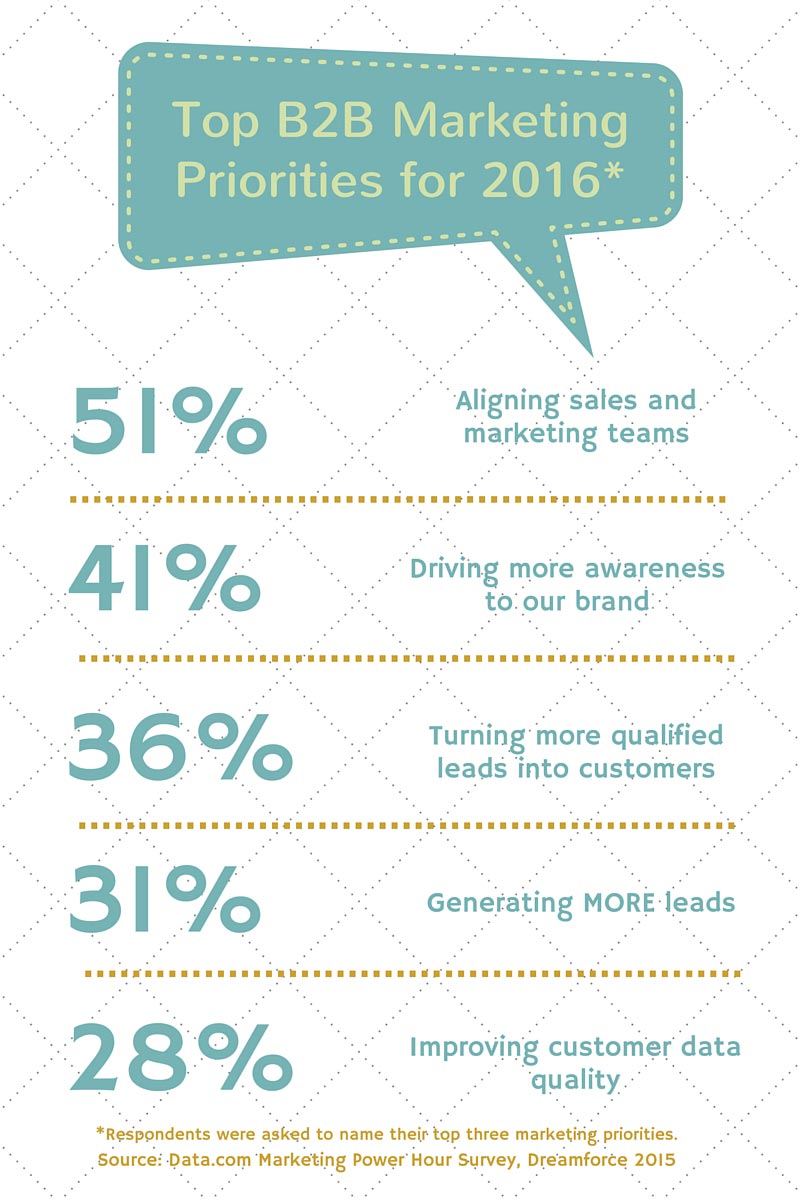 Top B2B Marketing
Priorities for 2016*
51%
Aligning sales and
marketing teams
41%
Driving more awareness
to our brand
36%
Turning more qualified
leads into customers
31%
Generating MORE leads
28%
Improving customer data
quality
*Respondents were asked to name their top three marketing priorities.
Source: Data.com Marketing Power Hour Survey, Dreamforce 2015